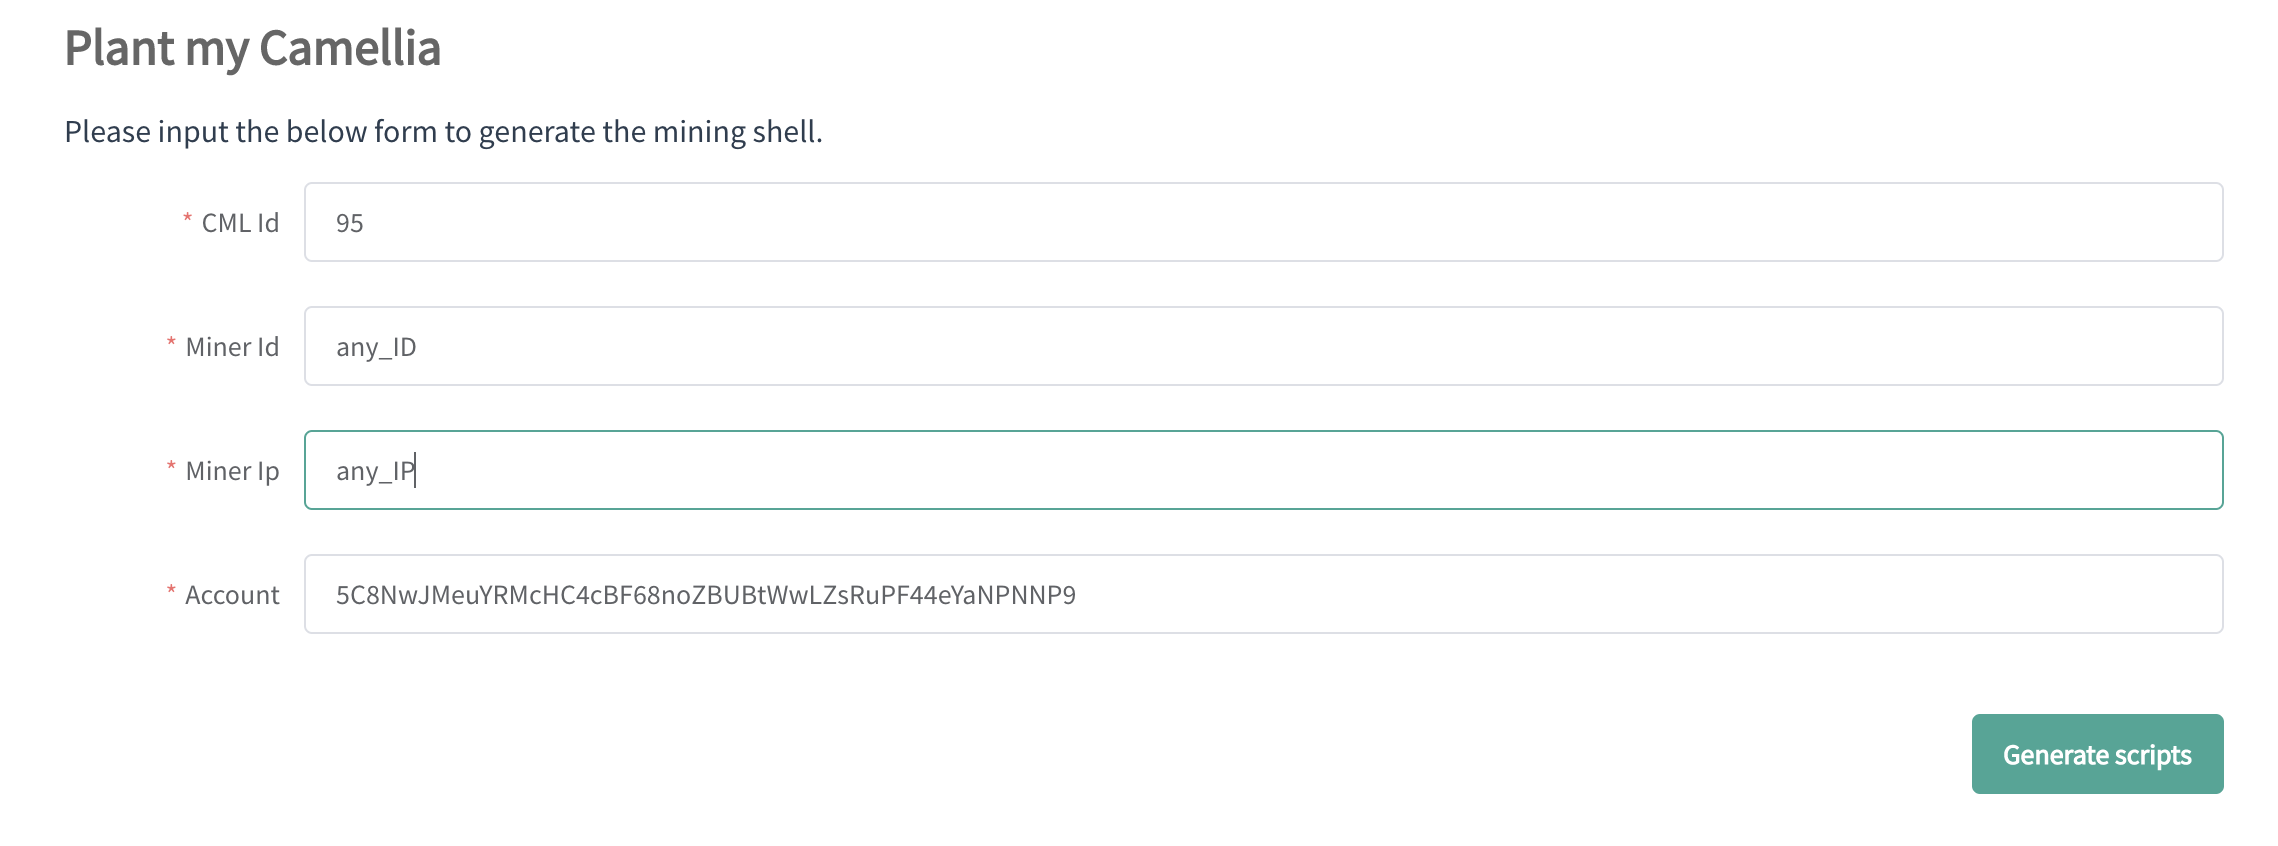 Plant my Camellia
Please input the below form to generate the mining shell.
* CML Id 95
* Miner Id any_ID
* Miner Ip any_IP
* Account 5C8NwJMeuYRMcHC4cBF68noZBUBtWwLZsRuPF44eYaNPNNP9
Generate scripts